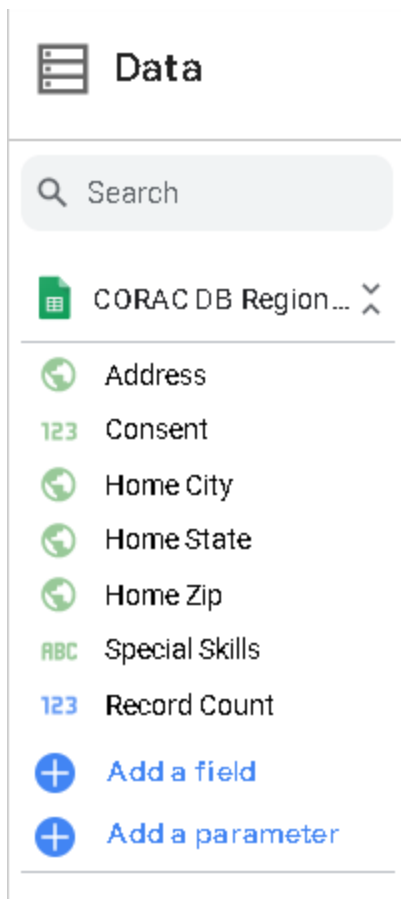 Data
Search
CORAC DB Region...
Address
123 Consent
Home City
Home State
Home Zip
ABC Special Skills
123 Record Count
Add a field
Add a parameter